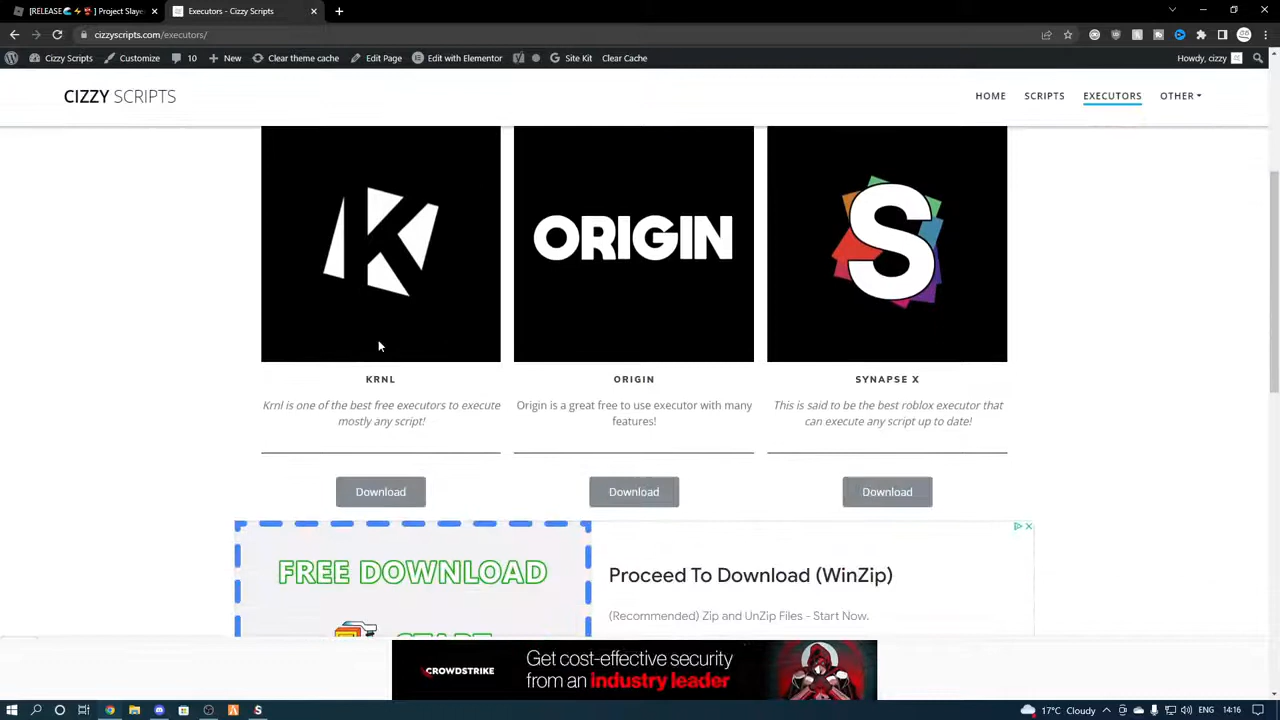 [RELEASE🌊⚡👹] Project Slaye
Executors - Cizzy Scripts
cizzyscripts.com/executors/
Cizzy Scripts
Customize
10
New
Clear theme cache
Edit Page
Edit with Elementor
Site Kit
Clear Cache
Howdy, cizzy
CIZZY SCRIPTS
HOME
SCRIPTS
EXECUTORS
OTHER
K
ORIGIN
S
KRNL
ORIGIN
SYNAPSE X
Krnl is one of the best free executors to execute
mostly any script!
Origin is a great free to use executor with many
features!
This is said to be the best roblox executor that
can execute any script up to date!
Download
Download
Download
FREE DOWNLOAD
START
Proceed To Download (WinZip)
(Recommended) Zip and UnZip Files - Start Now.
CROWDSTRIKE
Get cost-effective security
from an industry leader
17°C Cloudy
ENG
14:16